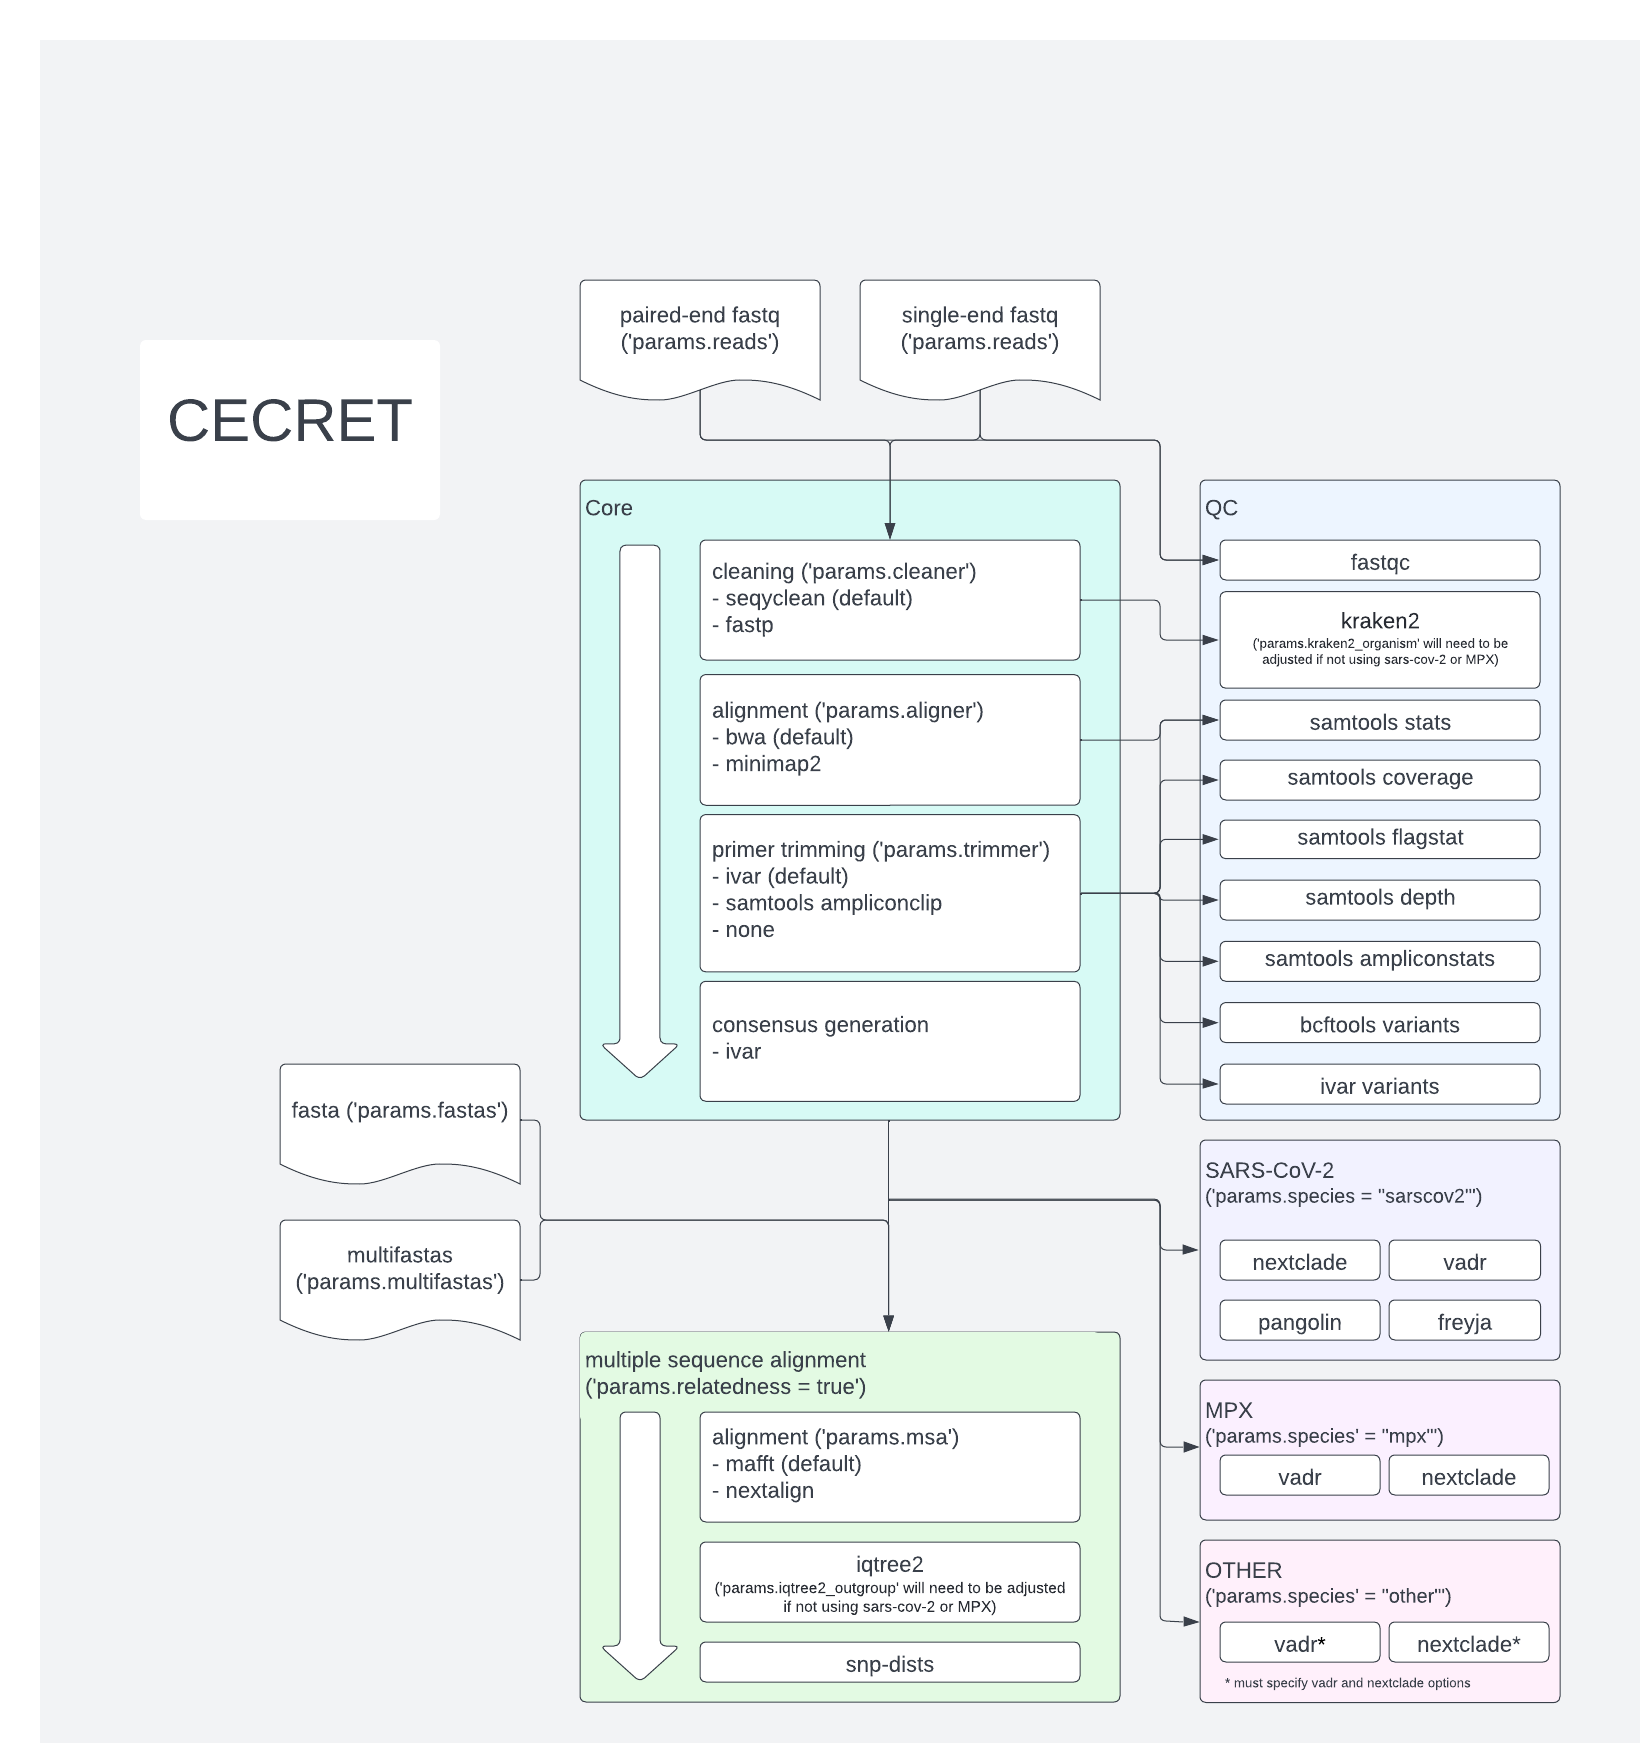 paired-end fastq
('params.reads')
single-end fastq
('params.reads')
CECRET
Core
cleaning ('params.cleaner')
- seqyclean (default)
- fastp
alignment ('params.aligner')
- bwa (default)
- minimap2
primer trimming ('params.trimmer')
- ivar (default)
- samtools ampliconclip
- none
consensus generation
- ivar
QC
fastqc
kraken2
('params.kraken2_organism' will need to be
adjusted if not using sars-cov-2 or MPX)
samtools stats
samtools coverage
samtools flagstat
samtools depth
samtools ampliconstats
bcftools variants
ivar variants
fasta ('params.fastas')
multifastas
('params.multifastas')
SARS-CoV-2
('params.species = "sarscov2"')
nextclade
vadr
pangolin
freyja
multiple sequence alignment
('params.relatedness = true')
alignment ('params.msa')
- mafft (default)
- nextalign
iqtree2
('params.iqtree2_outgroup' will need to be adjusted
if not using sars-cov-2 or MPX)
snp-dists
MPX
('params.species' = "mpx"')
vadr
nextclade
OTHER
('params.species' = "other"')
vadr*
nextclade*
* must specify vadr and nextclade options